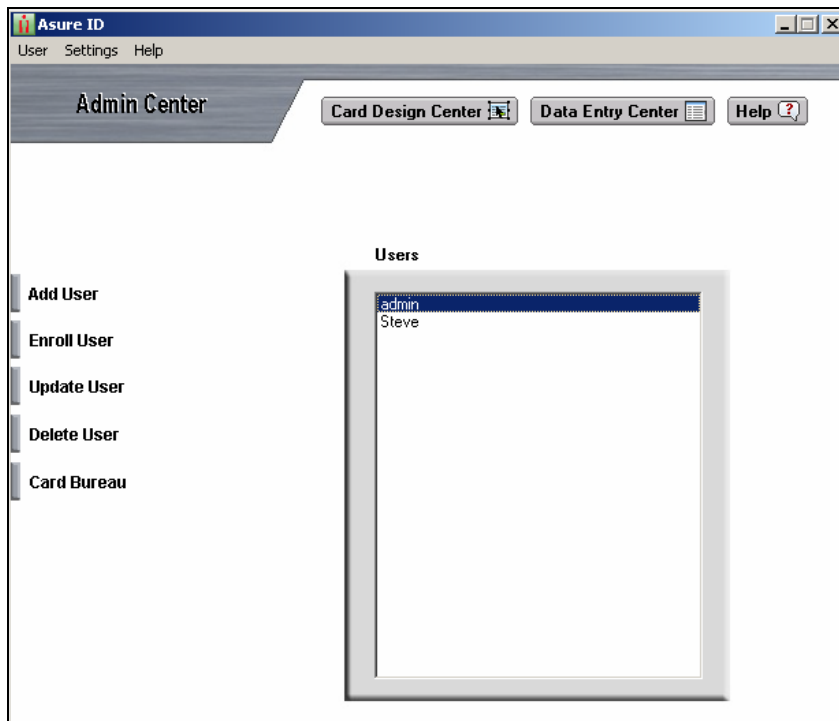 Asure ID
User Settings Help
Admin Center
Card Design Center
Data Entry Center
Help
Users
admin
Steve
Add User
Enroll User
Update User
Delete User
Card Bureau